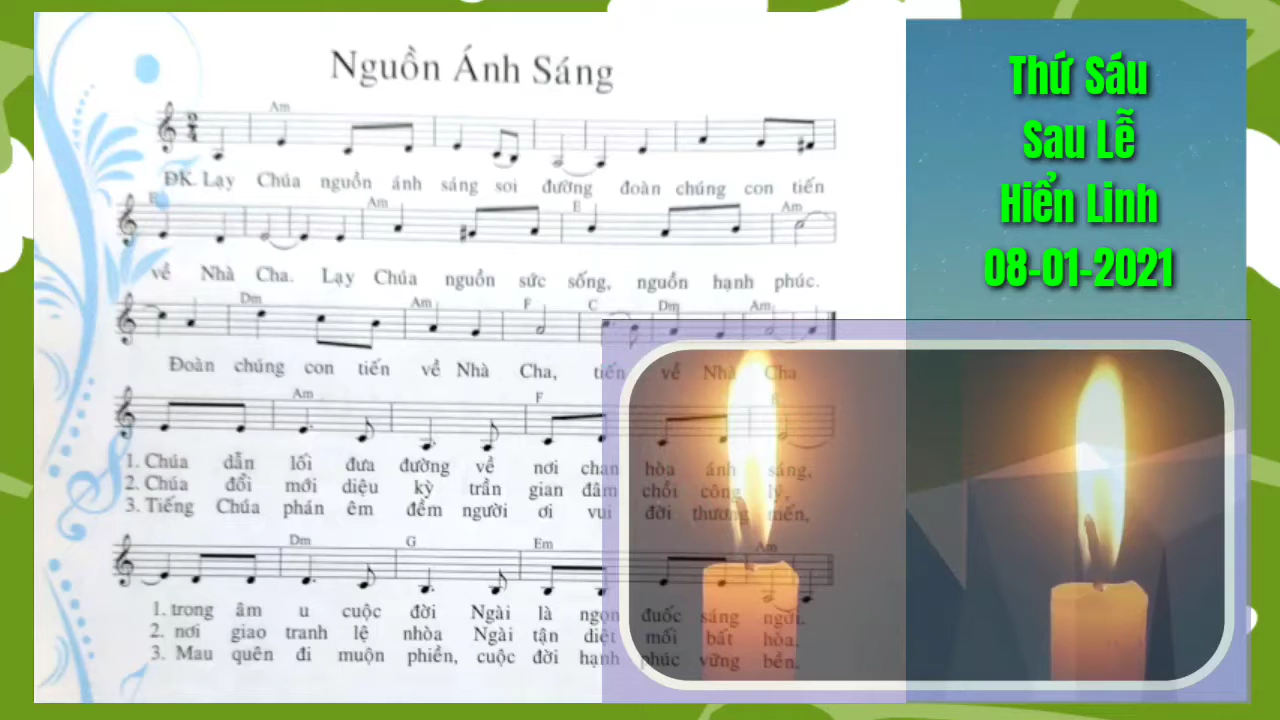 Nguồn Ánh Sáng
Am
ĐK. Lạy Chúa nguồn ánh sáng soi đường đoàn chúng con tiến
E Am E Am
về Nhà Cha. Lạy Chúa nguồn sức sống, nguồn hạnh phúc.
Dm Am F C Dm Am
Đoàn chúng con tiến về Nhà Cha, tiến về Nhà Cha
Am F E
1. Chúa dẫn lối đưa đường về nơi chan hòa ánh sáng,
2. Chúa đổi mới diệu kỳ trần gian đâm chồi công lý,
3. Tiếng Chúa phán êm đềm người ơi vui đời thương mến,
Dm G Em Am
1. trong âm u cuộc đời Ngài là ngọn đuốc sáng ngời.
2. nơi giao tranh lệ nhòa Ngài tận diệt mối bất hòa.
3. Mau quên đi muộn phiền, cuộc đời hạnh phúc vững bền.
Thứ Sáu
Sau Lễ
Hiển Linh
08-01-2021